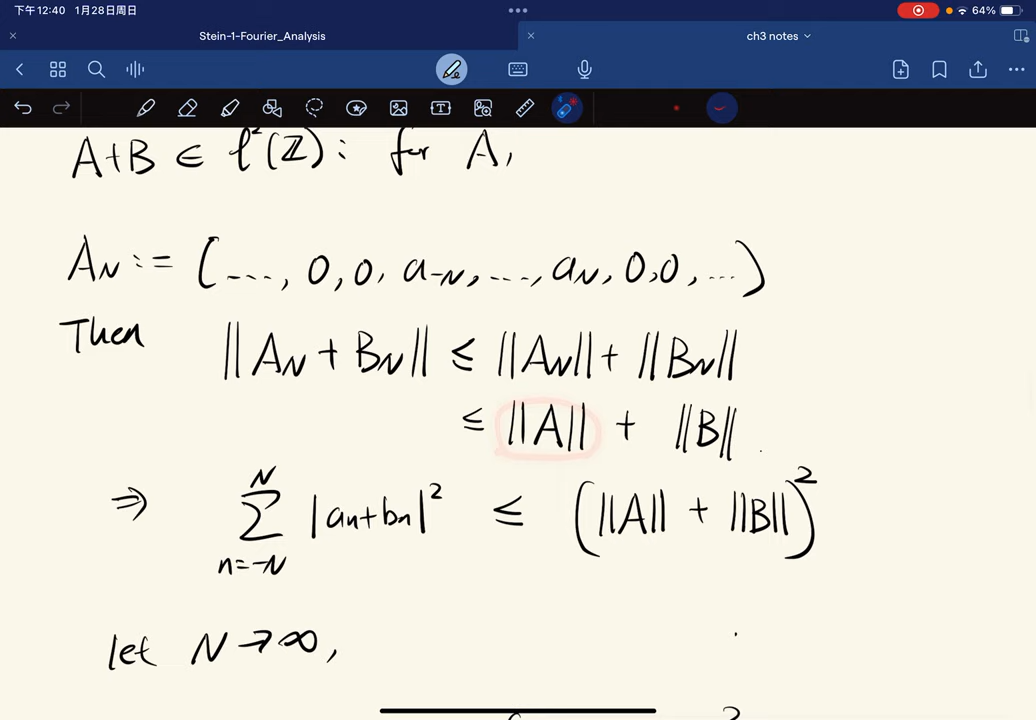 下午12:40 1月28日周日 64%
Stein-1-Fourier_Analysis ch3 notes
A+B ∈ ℓ²(ℤ): for A,
A_N := (..., 0, 0, a_{-N}, ..., a_N, 0, 0, ...)
Then ||A_N + B_N|| ≤ ||A_N|| + ||B_N||
≤ ||A|| + ||B||.
⇒ ∑_{n=-N}^{N} |a_n+b_n|² ≤ (||A|| + ||B||)²
let N → ∞,